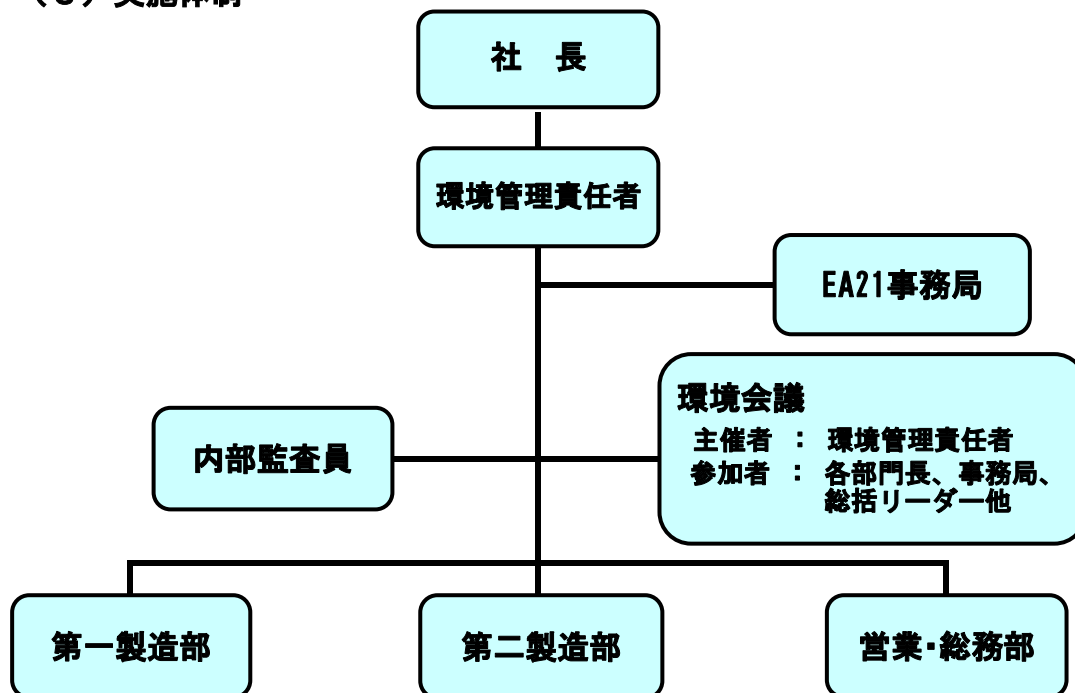 社　長
環境管理責任者
EA21事務局
環境会議
主催者 ： 環境管理責任者
参加者 ： 各部門長、事務局、
総括リーダー他
内部監査員
第一製造部
第二製造部
営業・総務部